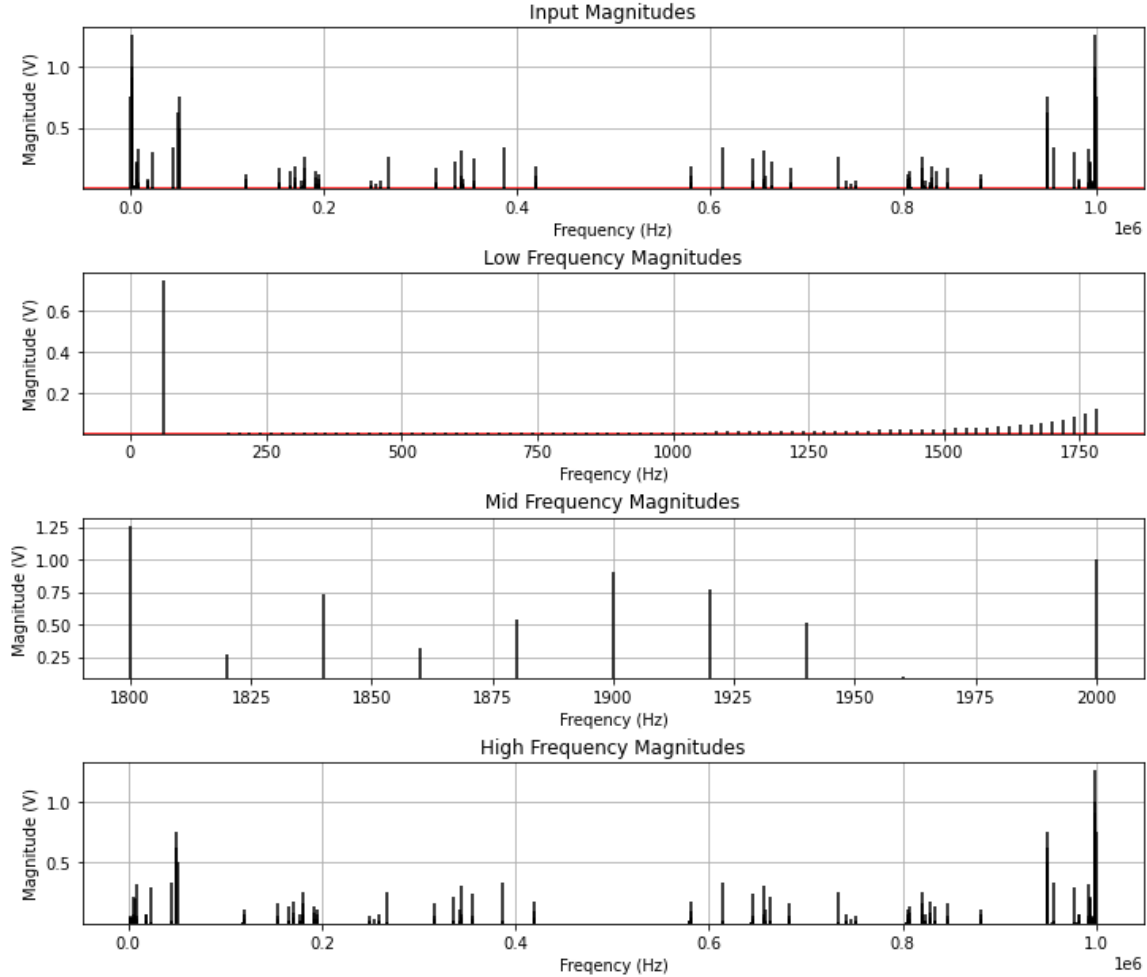 Input Magnitudes
Magnitude (V)
1.0
0.5
0.0 0.2 0.4 0.6 0.8 1.0
1e6
Frequency (Hz)
Low Frequency Magnitudes
Magnitude (V)
0.6
0.4
0.2
0 250 500 750 1000 1250 1500 1750
Freqency (Hz)
Mid Frequency Magnitudes
Magnitude (V)
1.25
1.00
0.75
0.50
0.25
1800 1825 1850 1875 1900 1925 1950 1975 2000
Freqency (Hz)
High Frequency Magnitudes
Magnitude (V)
1.0
0.5
0.0 0.2 0.4 0.6 0.8 1.0
1e6
Freqency (Hz)